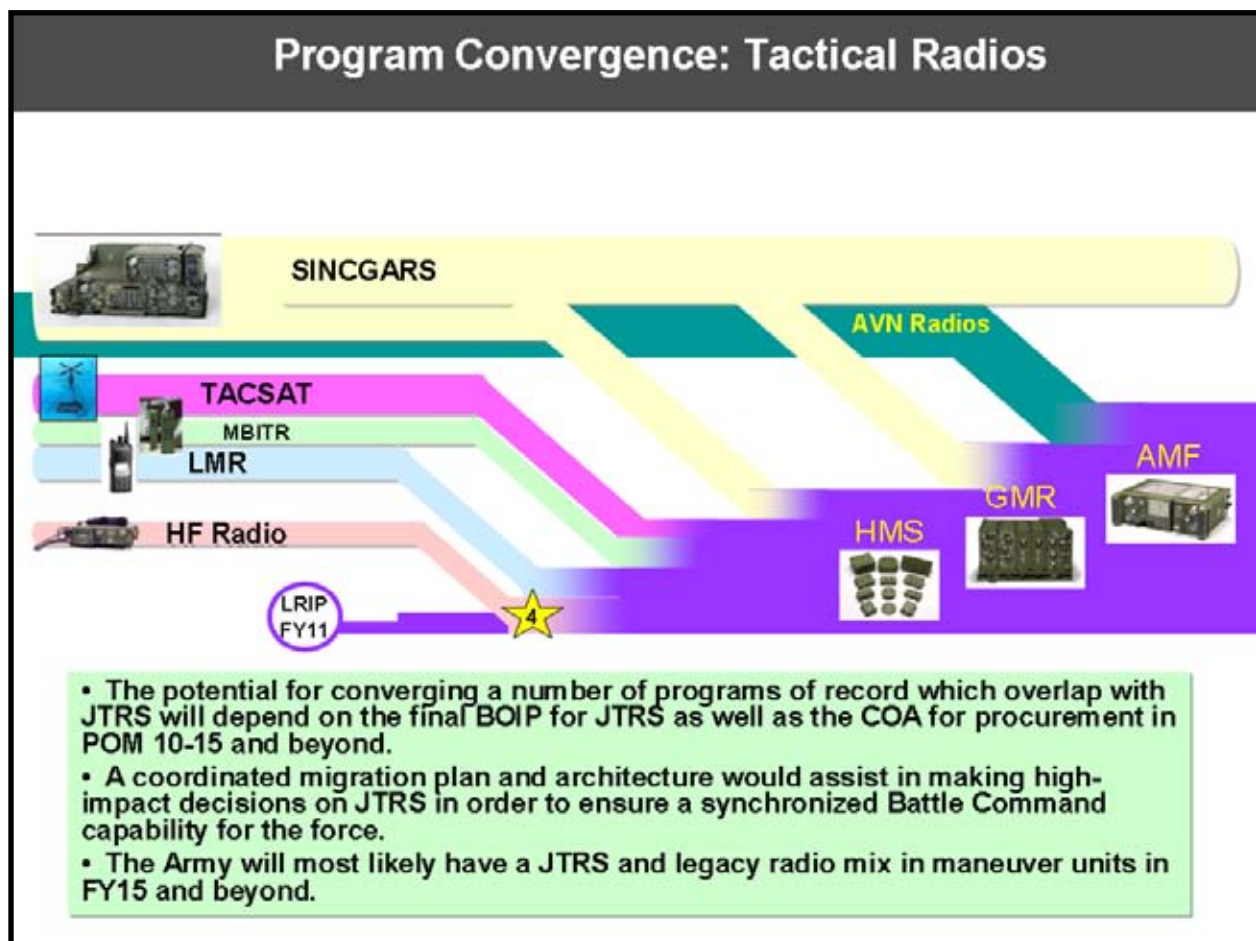 Program Convergence: Tactical Radios
SINCGARS
AVN Radios
TACSAT
MBITR
LMR
HF Radio
AMF
GMR
HMS
LRIP
FY11
4
• The potential for converging a number of programs of record which overlap with
JTRS will depend on the final BOIP for JTRS as well as the COA for procurement in
POM 10-15 and beyond.
• A coordinated migration plan and architecture would assist in making high-
impact decisions on JTRS in order to ensure a synchronized Battle Command
capability for the force.
• The Army will most likely have a JTRS and legacy radio mix in maneuver units in
FY15 and beyond.